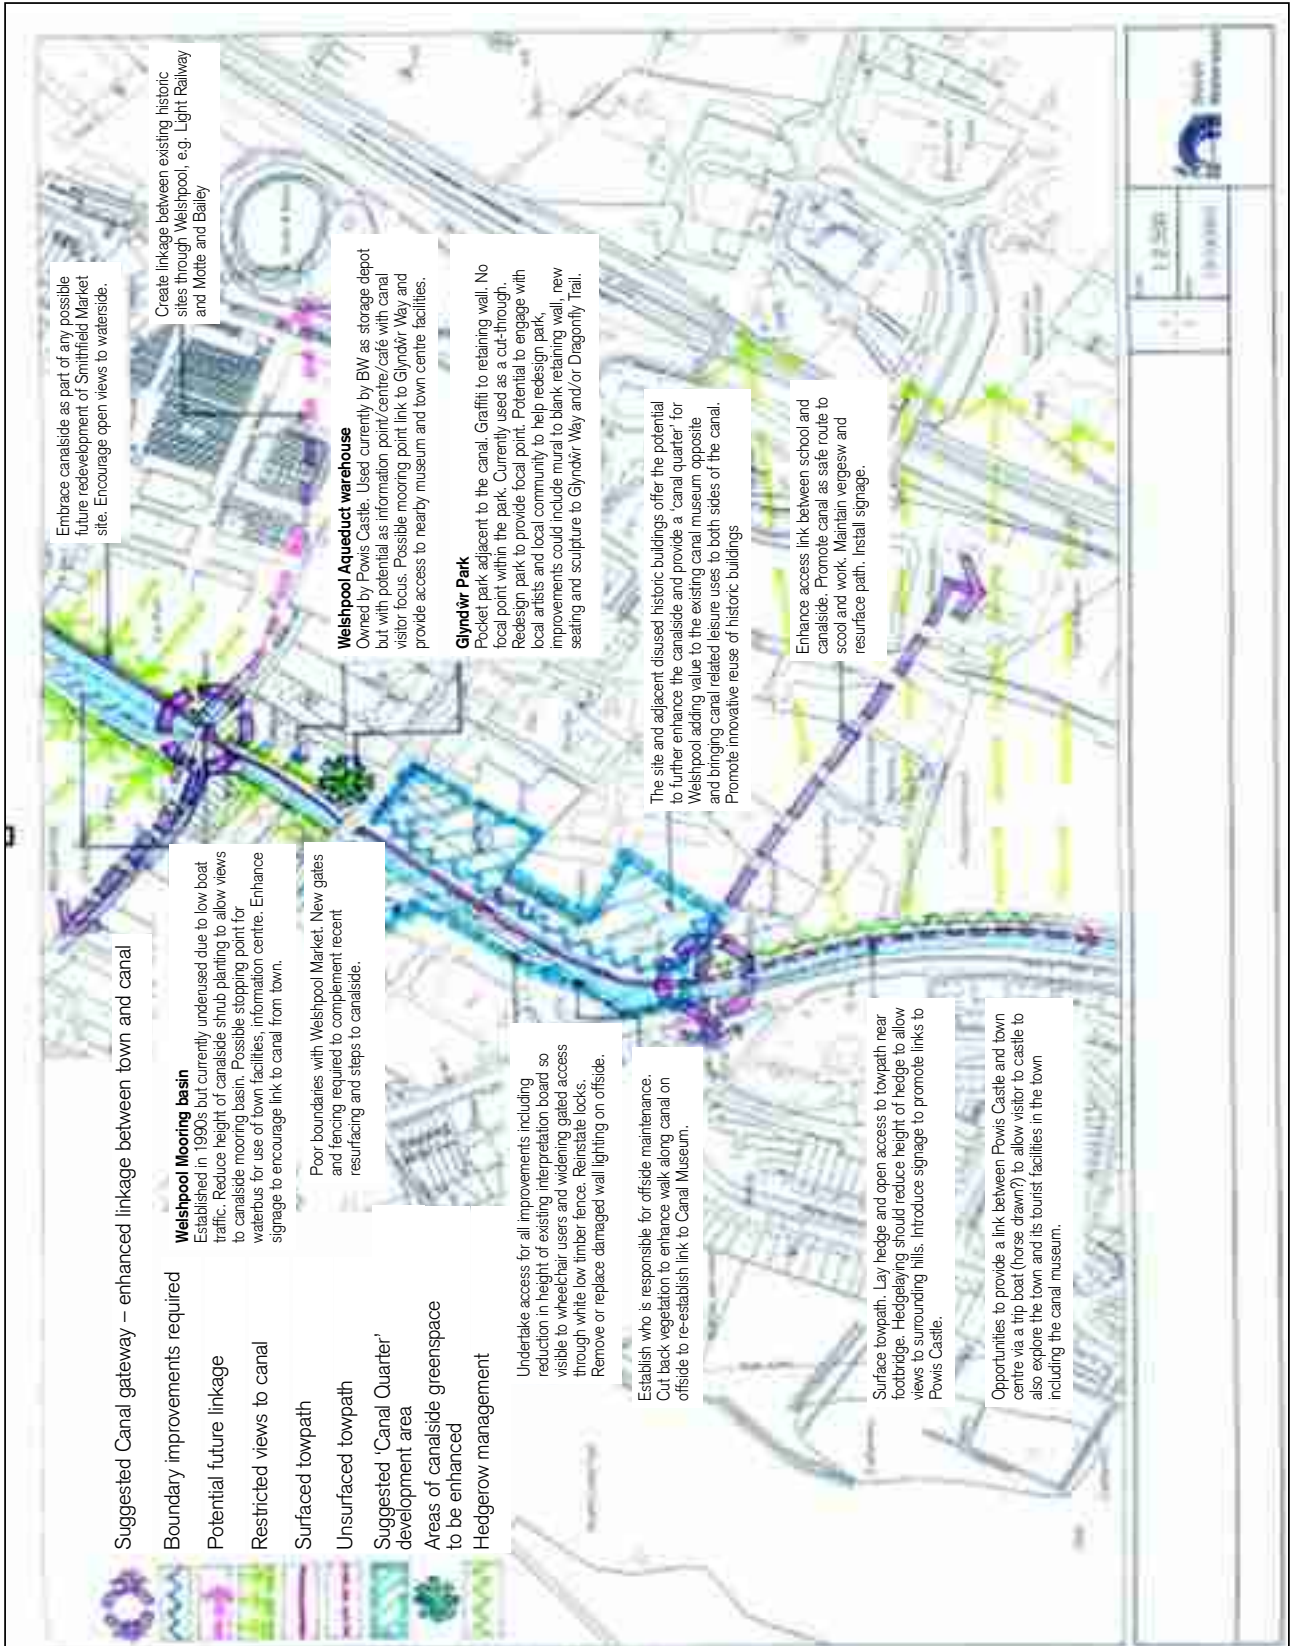 Suggested Canal gateway – enhanced linkage between town and canal
Boundary improvements required
Potential future linkage
Restricted views to canal
Surfaced towpath
Unsurfaced towpath
Suggested ‘Canal Quarter’
development area
Areas of canalside greenspace
to be enhanced
Hedgerow management
Welshpool Mooring basin
Established in 1990s but currently underused due to low boat
traffic. Reduce height of canalside shrub planting to allow views
to canalside mooring basin. Possible stopping point for
waterbus for use of town facilities, information centre. Enhance
signage to encourage link to canal from town.
Poor boundaries with Welshpool Market. New gates
and fencing required to complement recent
resurfacing and steps to canalside.
Undertake access for all improvements including
reduction in height of existing interpretation board so
visible to wheelchair users and widening gated access
through white low timber fence. Reinstate locks.
Remove or replace damaged wall lighting on offside.
Establish who is responsible for offside maintenance.
Cut back vegetation to enhance walk along canal on
offside to re-establish link to Canal Museum.
Surface towpath. Lay hedge and open access to towpath near
footbridge. Hedgelaying should reduce height of hedge to allow
views to surrounding hills. Introduce signage to promote links to
Powis Castle.
Opportunities to provide a link between Powis Castle and town
centre via a trip boat (horse drawn?) to allow visitor to castle to
also explore the town and its tourist facilities in the town
including the canal museum.
Embrace canalside as part of any possible
future redevelopment of Smithfield Market
site. Encourage open views to waterside.
Create linkage between existing historic
sites through Welshpool, e.g. Light Railway
and Motte and Bailey
Welshpool Aqueduct warehouse
Owned by Powis Castle. Used currently by BW as storage depot
but with potential as information point/centre/café with canal
visitor focus. Possible mooring point link to Glyndŵr Way and
provide access to nearby museum and town centre facilities.
Glyndŵr Park
Pocket park adjacent to the canal. Graffiti to retaining wall. No
focal point within the park. Currently used as a cut-through.
Redesign park to provide focal point. Potential to engage with
local artists and local community to help redesign park,
improvements could include mural to blank retaining wall, new
seating and sculpture to Glyndŵr Way and/or Dragonfly Trail.
The site and adjacent disused historic buildings offer the potential
to further enhance the canalside and provide a ‘canal quarter’ for
Welshpool adding value to the existing canal museum opposite
and bringing canal related leisure uses to both sides of the canal.
Promote innovative reuse of historic buildings
Enhance access link between school and
canalside. Promote canal as safe route to
scool and work. Maintain vergesw and
resurface path. Install signage.